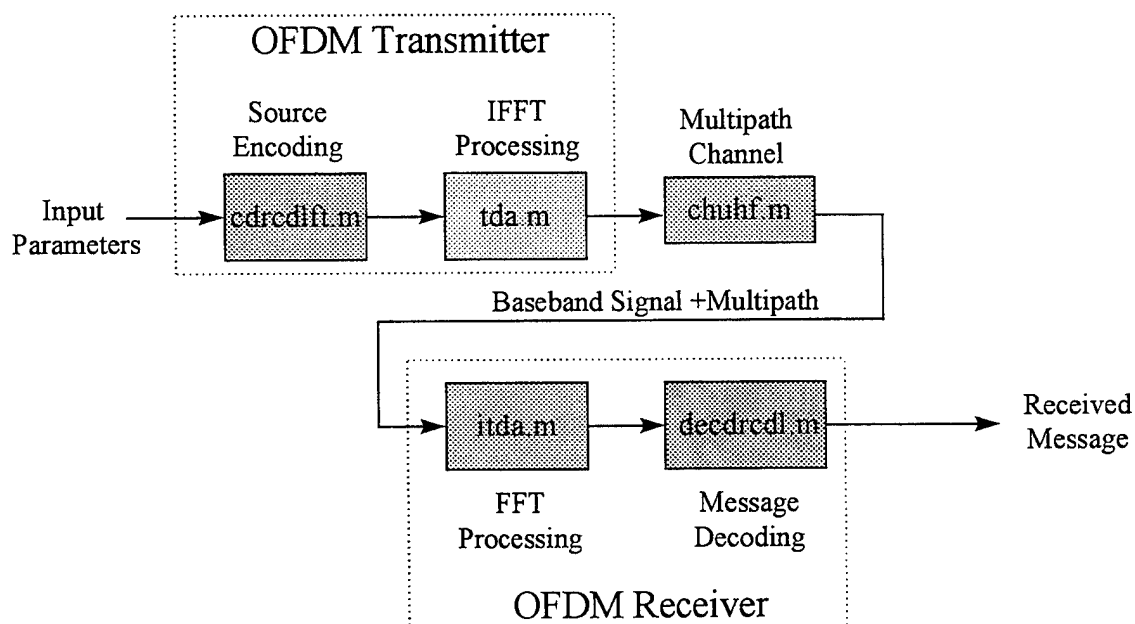 OFDM Transmitter
Source
Encoding
IFFT
Processing
Multipath
Channel
Input
Parameters
cdrcdlft.m
tda.m
chuhf.m
Baseband Signal +Multipath
itda.m
decdrcdl.m
Received
Message
FFT
Processing
Message
Decoding
OFDM Receiver